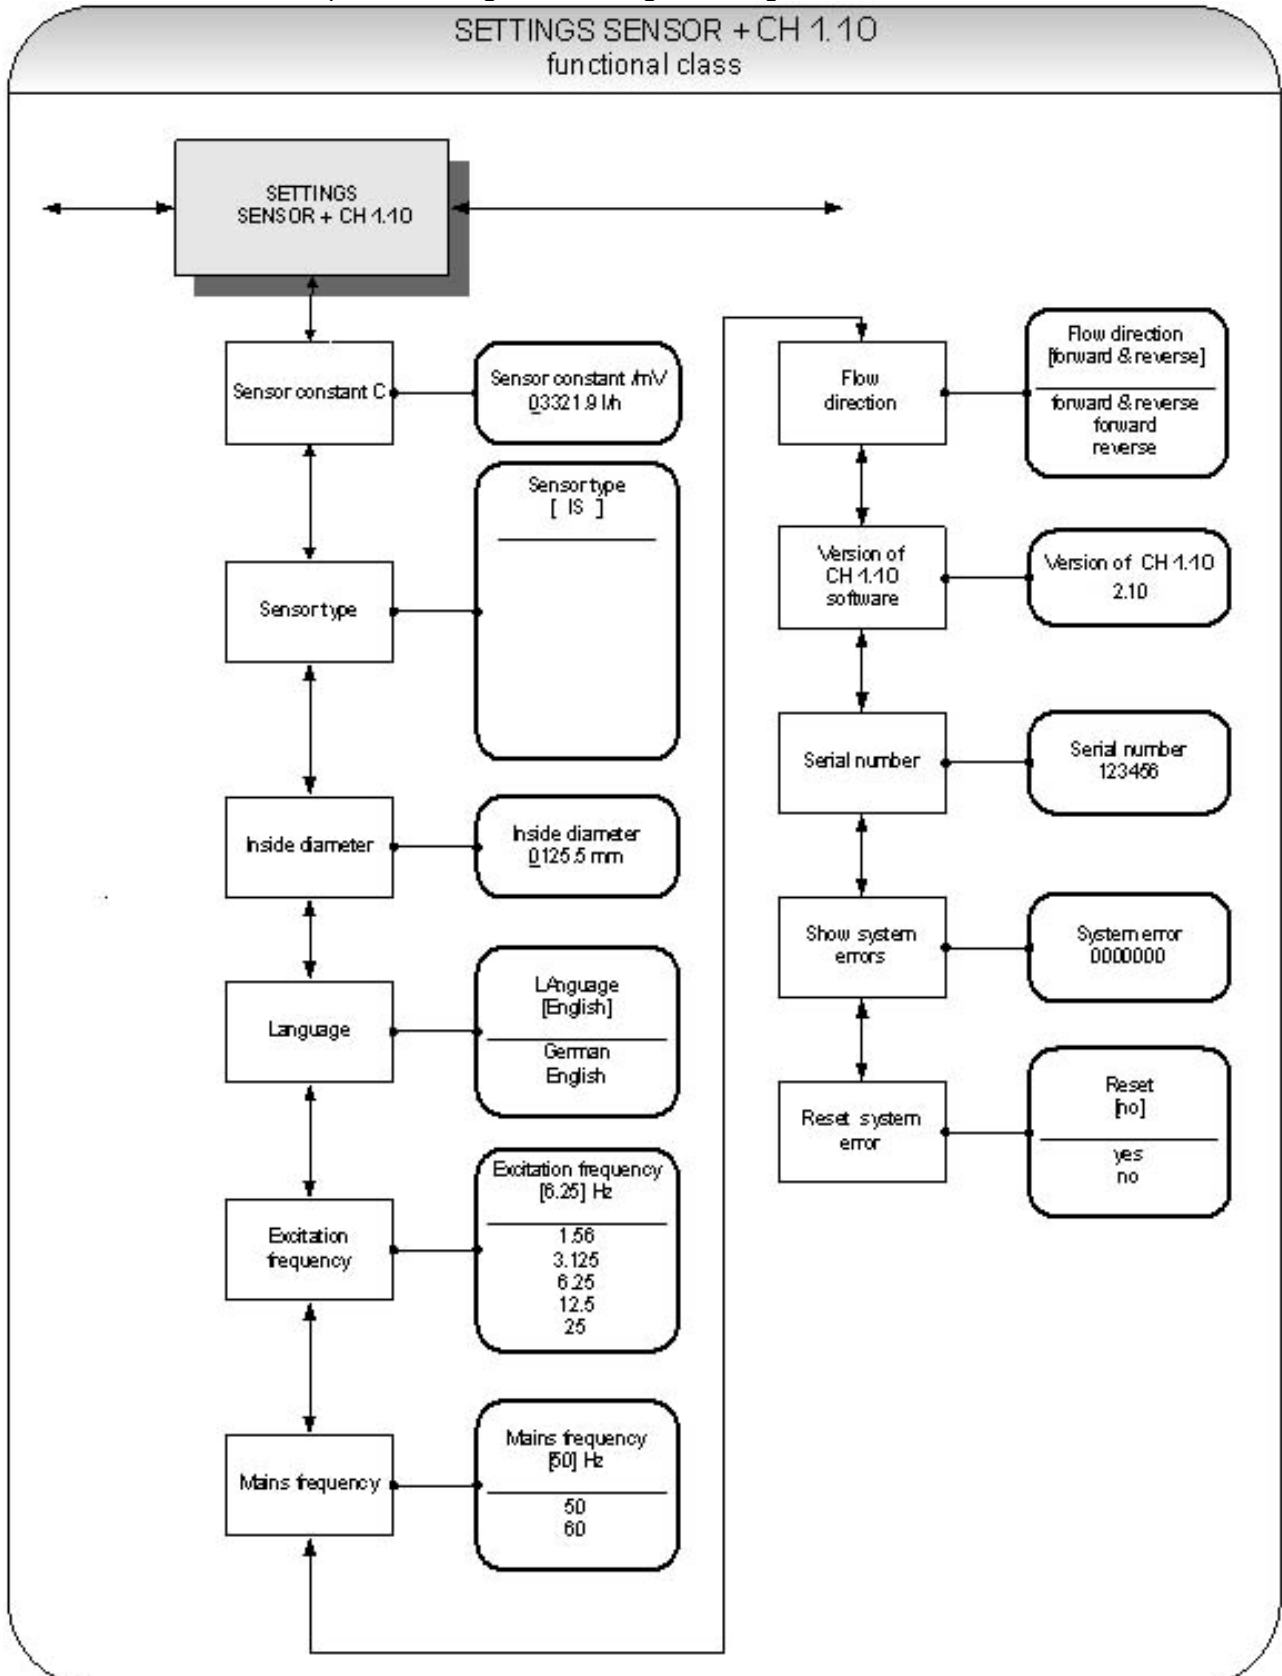 SETTINGS SENSOR + CH 1.10
functional class
SETTINGS
SENSOR + CH 1.10
Sensor constant C
Sensor constant /mV
03321.9 l/h
Sensor type
Sensor type
[ IS ]
Inside diameter
Inside diameter
0125.5 mm
Language
LAnguage
[English]
German
English
Excitation
frequency
Excitation frequency
[6.25] Hz
1.56
3.125
6.25
12.5
25
Mains frequency
Mains frequency
[50] Hz
50
60
Flow
direction
Flow direction
[forward & reverse]
forward & reverse
forward
reverse
Version of
CH 1.10
software
Version of CH 1.10
2.10
Serial number
Serial number
123456
Show system
errors
System error
0000000
Reset system
error
Reset
[no]
yes
no